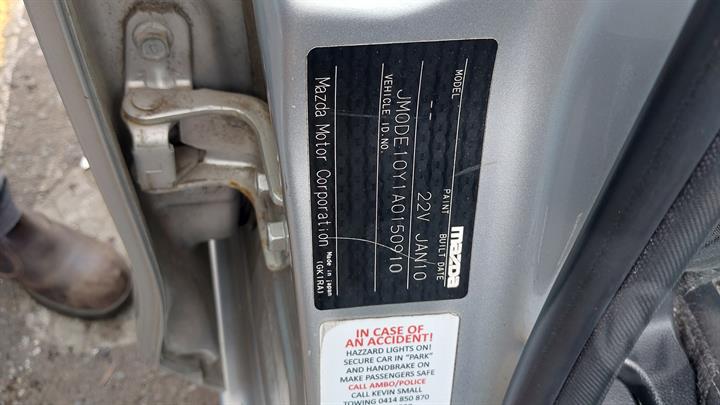 mazda
MODEL PAINT BUILT DATE
-- 22V JAN10
VEHICLE ID.NO.
JM0DE10Y1A0150910
Mazda Motor Corporation Made in japan
(GK1RA)
IN CASE OF
AN ACCIDENT!
HAZZARD LIGHTS ON!
SECURE CAR IN "PARK"
AND HANDBRAKE ON
MAKE PASSENGERS SAFE
CALL AMBO/POLICE
CALL KEVIN SMALL
TOWING 0414 850 870